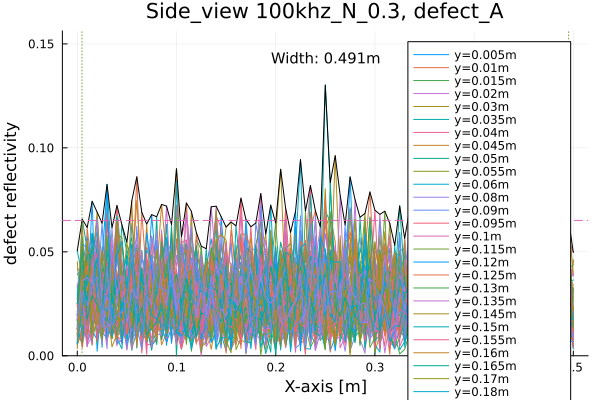 Side_view 100khz_N_0.3, defect_A
Width: 0.491m
defect reflectivity
0.15
0.10
0.05
0.00
0.0
0.1
0.2
0.3
.5
X-axis [m]
y=0.005m
y=0.01m
y=0.015m
y=0.02m
y=0.03m
y=0.035m
y=0.04m
y=0.045m
y=0.05m
y=0.055m
y=0.06m
y=0.08m
y=0.09m
y=0.095m
y=0.1m
y=0.115m
y=0.12m
y=0.125m
y=0.13m
y=0.135m
y=0.145m
y=0.15m
y=0.155m
y=0.16m
y=0.165m
y=0.17m
y=0.18m